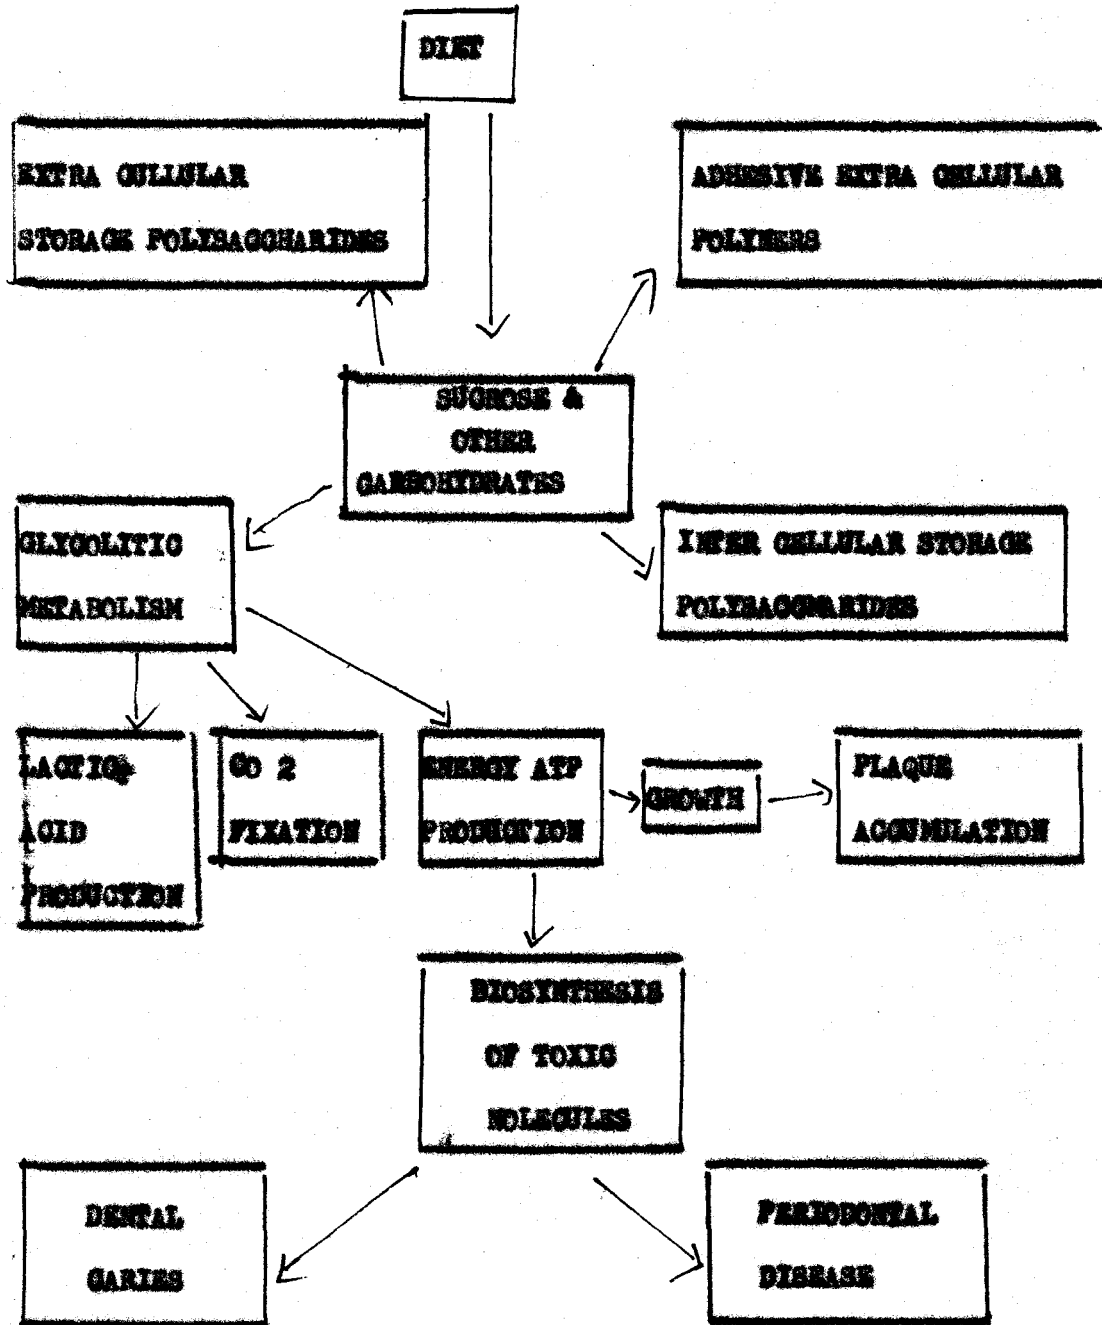 DIET
EXTRA CULLULAR
STORAGE POLYSACCHARIDES
ADHESIVE EXTRA CELLULAR
POLYMERS
SUCROSE &
OTHER
CARBOHYDRATES
GLYCOLITIC
METABOLISM
INTER CELLULAR STORAGE
POLYSACCHARIDES
LACTIC
ACID
PRODUCTION
CO 2
FIXATION
ENERGY ATP
PRODUCTION
GROWTH
PLAQUE
ACCUMULATION
BIOSYNTHESIS
OF TOXIC
MOLECULES
DENTAL
CARIES
PERIODONTAL
DISEASE